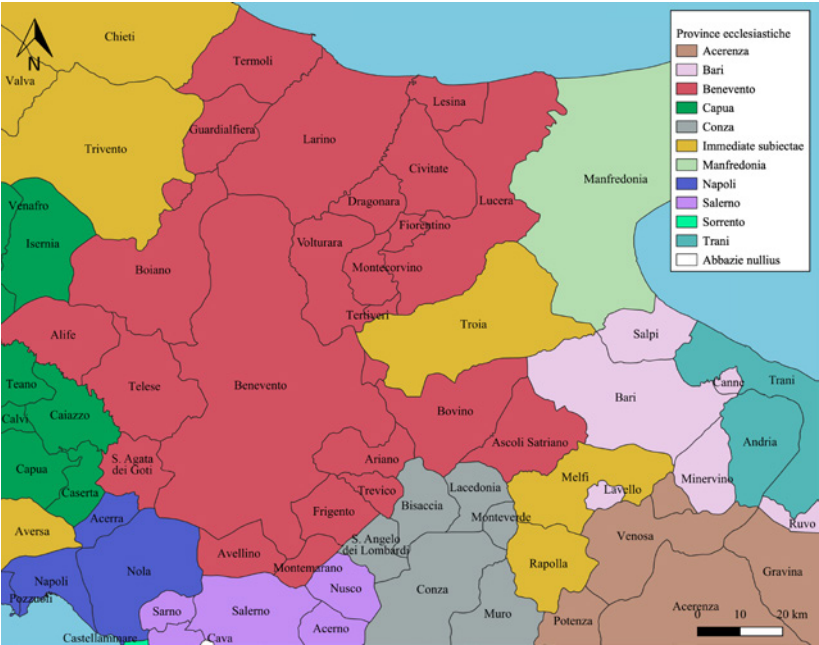 Chieti
N
Valva
Termoli
Lesina
Trivento
Guardialfiera
Larino
Civitate
Manfredonia
Venafro
Dragonara
Lucera
Isernia
Fiorentino
Volturara
Boiano
Montecorvino
Tertiveri
Troia
Salpi
Alife
Teano
Telese
Benevento
Canne
Trani
Caiazzo
Calvi
Bovino
Bari
Andria
Ascoli Satriano
S. Agata
dei Goti
Ariano
Capua
Melfi
Minervino
Caserta
Trevico
Lacedonia
Lavello
Bisaccia
Acerra
Frigento
Monteverde
Ruvo
Aversa
S. Angelo
dei Lombardi
Venosa
Avellino
Montemarano
Rapolla
Nola
Napoli
Gravina
Nusco
Conza
Pozzuoli
Sarno
Salerno
Acerenza
Muro
Potenza
Acerno
Castellammare
Cava
Province ecclesiastiche
Acerenza
Bari
Benevento
Capua
Conza
Immediate subiectae
Manfredonia
Napoli
Salerno
Sorrento
Trani
Abbazie nullius
0 10 20 km